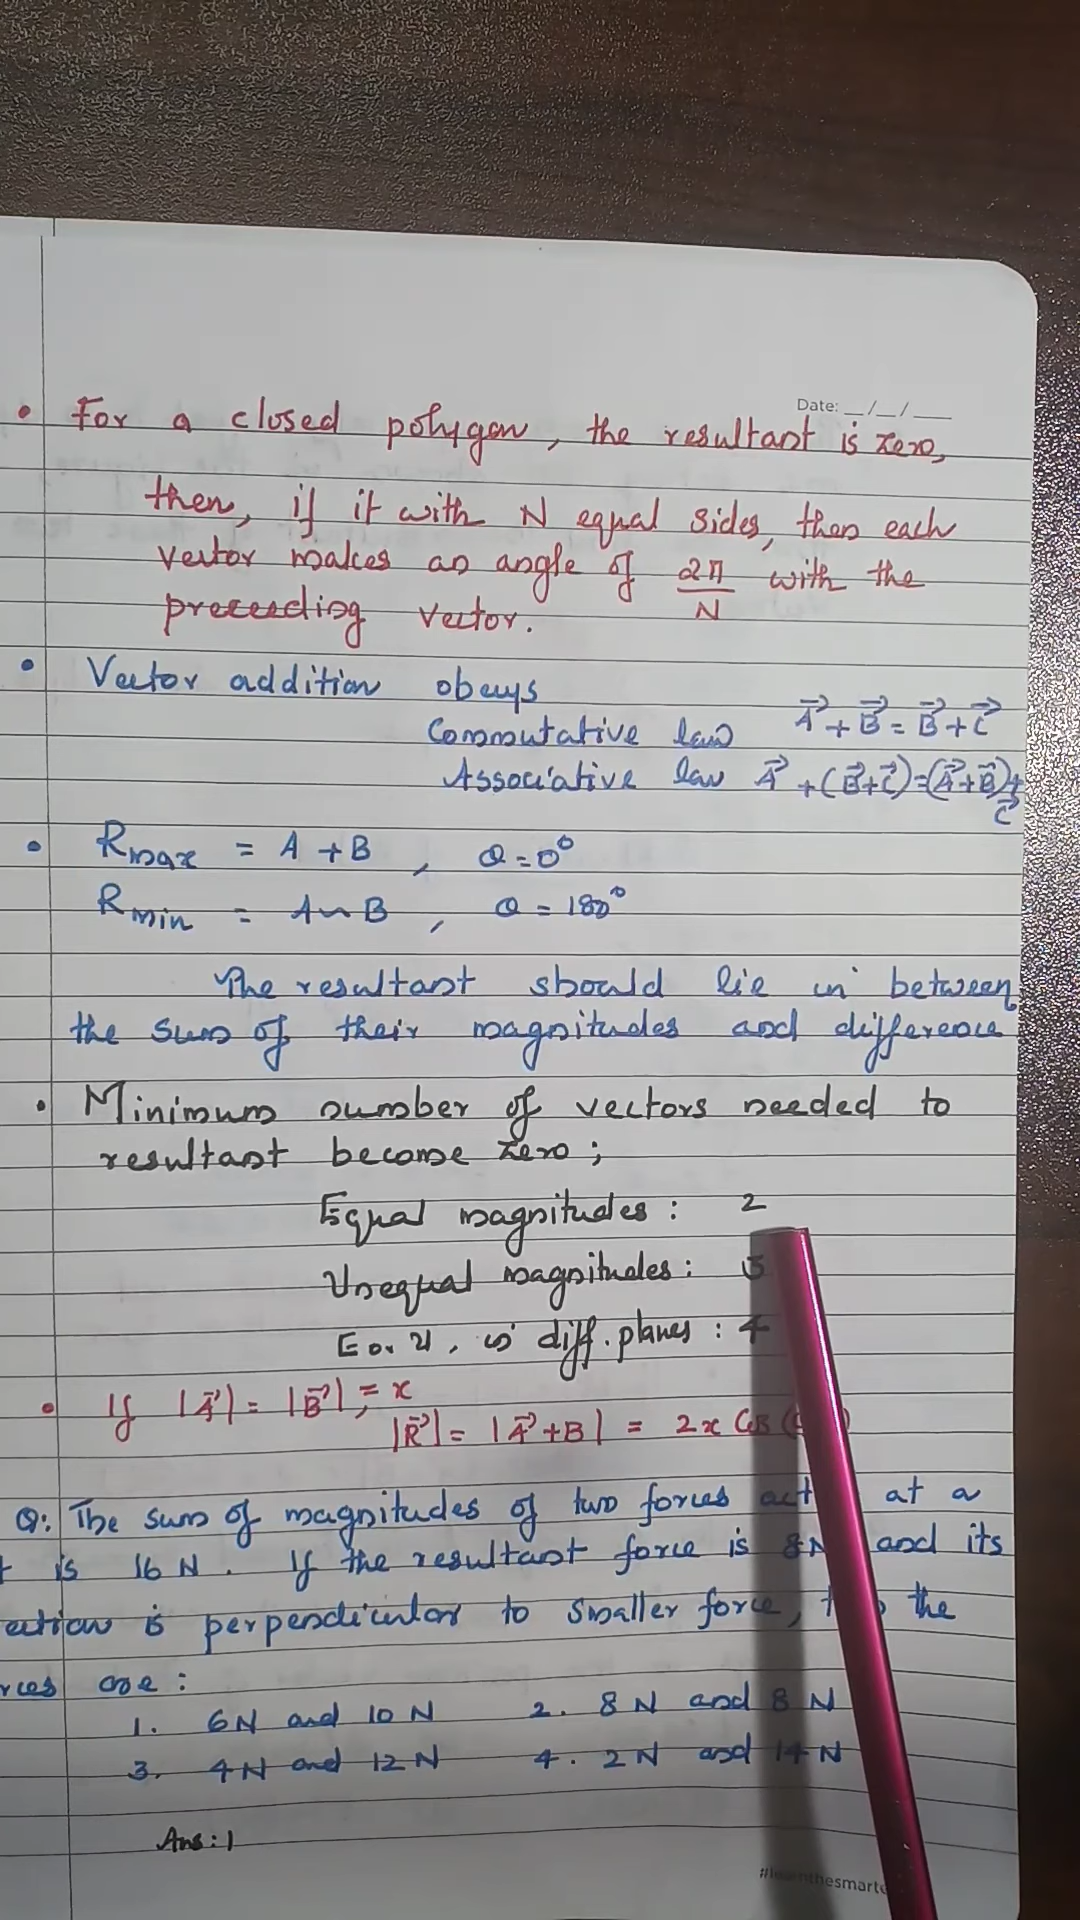 Date: _/_/___
• For a closed polygon, the resultant is zero,
then, if it with N equal sides, then each
vector makes an angle of 2π/N with the
preceeding vector.
• Vector addition obeys
Commutative law A⃗ + B⃗ = B⃗ + C⃗
Associative law A⃗ + (B⃗+C⃗) = (A⃗+B⃗)+
C⃗
• Rmax = A + B , θ = 0°
Rmin = A ~ B , θ = 180°
The resultant should lie in between
the sum of their magnitudes and difference
• Minimum number of vectors needed to
resultant become zero ;
Equal magnitudes : 2
Unequal magnitudes : 3
E or U, in diff. planes : 4
• If |A⃗| = |B⃗| = x
|R⃗| = |A⃗ + B| = 2x Cos (
Q: The sum of magnitudes of two forces act at a
is 16 N. If the resultant force is 8N and its
is perpendicular to smaller force, the
are :
1. 6N and 10 N 2. 8 N and 8 N
3. 4N and 12 N 4. 2 N and 14 N
Ans : 1